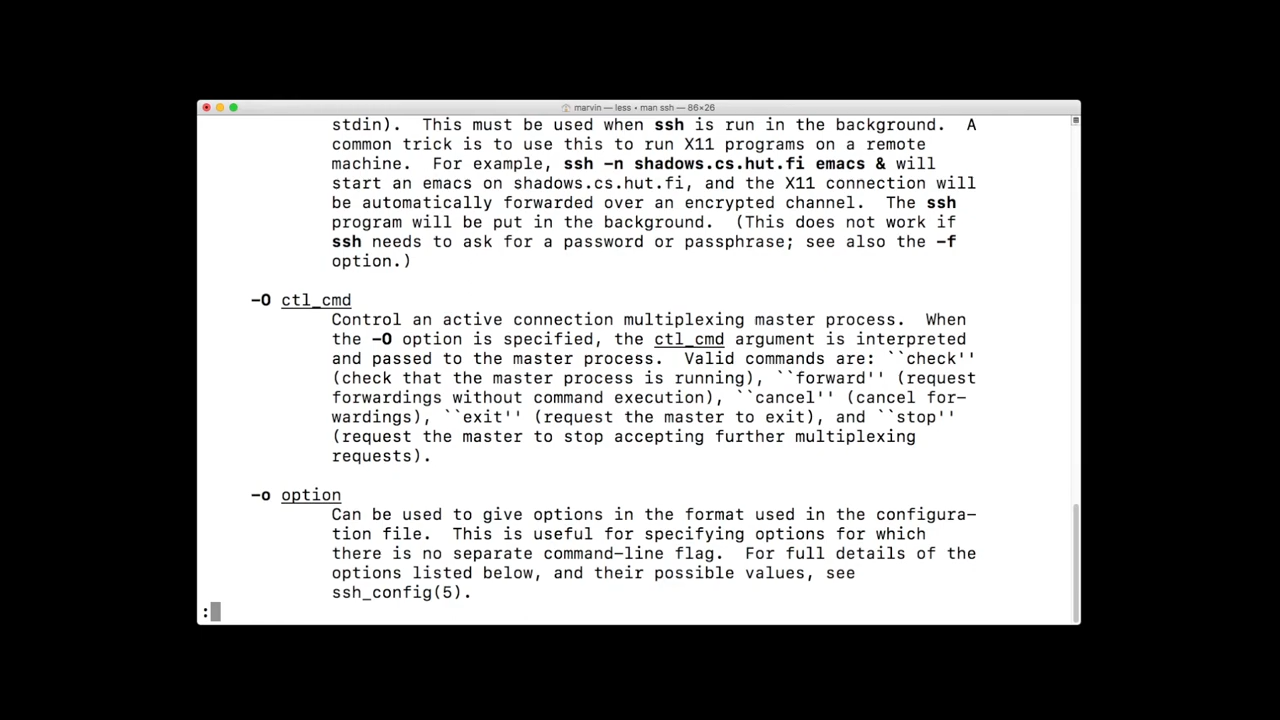 marvin — less • man ssh — 86×26
stdin).  This must be used when ssh is run in the background.  A
common trick is to use this to run X11 programs on a remote
machine.  For example, ssh -n shadows.cs.hut.fi emacs & will
start an emacs on shadows.cs.hut.fi, and the X11 connection will
be automatically forwarded over an encrypted channel.  The ssh
program will be put in the background.  (This does not work if
ssh needs to ask for a password or passphrase; see also the -f
option.)
-O ctl_cmd
Control an active connection multiplexing master process.  When
the -O option is specified, the ctl_cmd argument is interpreted
and passed to the master process.  Valid commands are: ``check''
(check that the master process is running), ``forward'' (request
forwardings without command execution), ``cancel'' (cancel for-
wardings), ``exit'' (request the master to exit), and ``stop''
(request the master to stop accepting further multiplexing
requests).
-o option
Can be used to give options in the format used in the configura-
tion file.  This is useful for specifying options for which
there is no separate command-line flag.  For full details of the
options listed below, and their possible values, see
ssh_config(5).
: